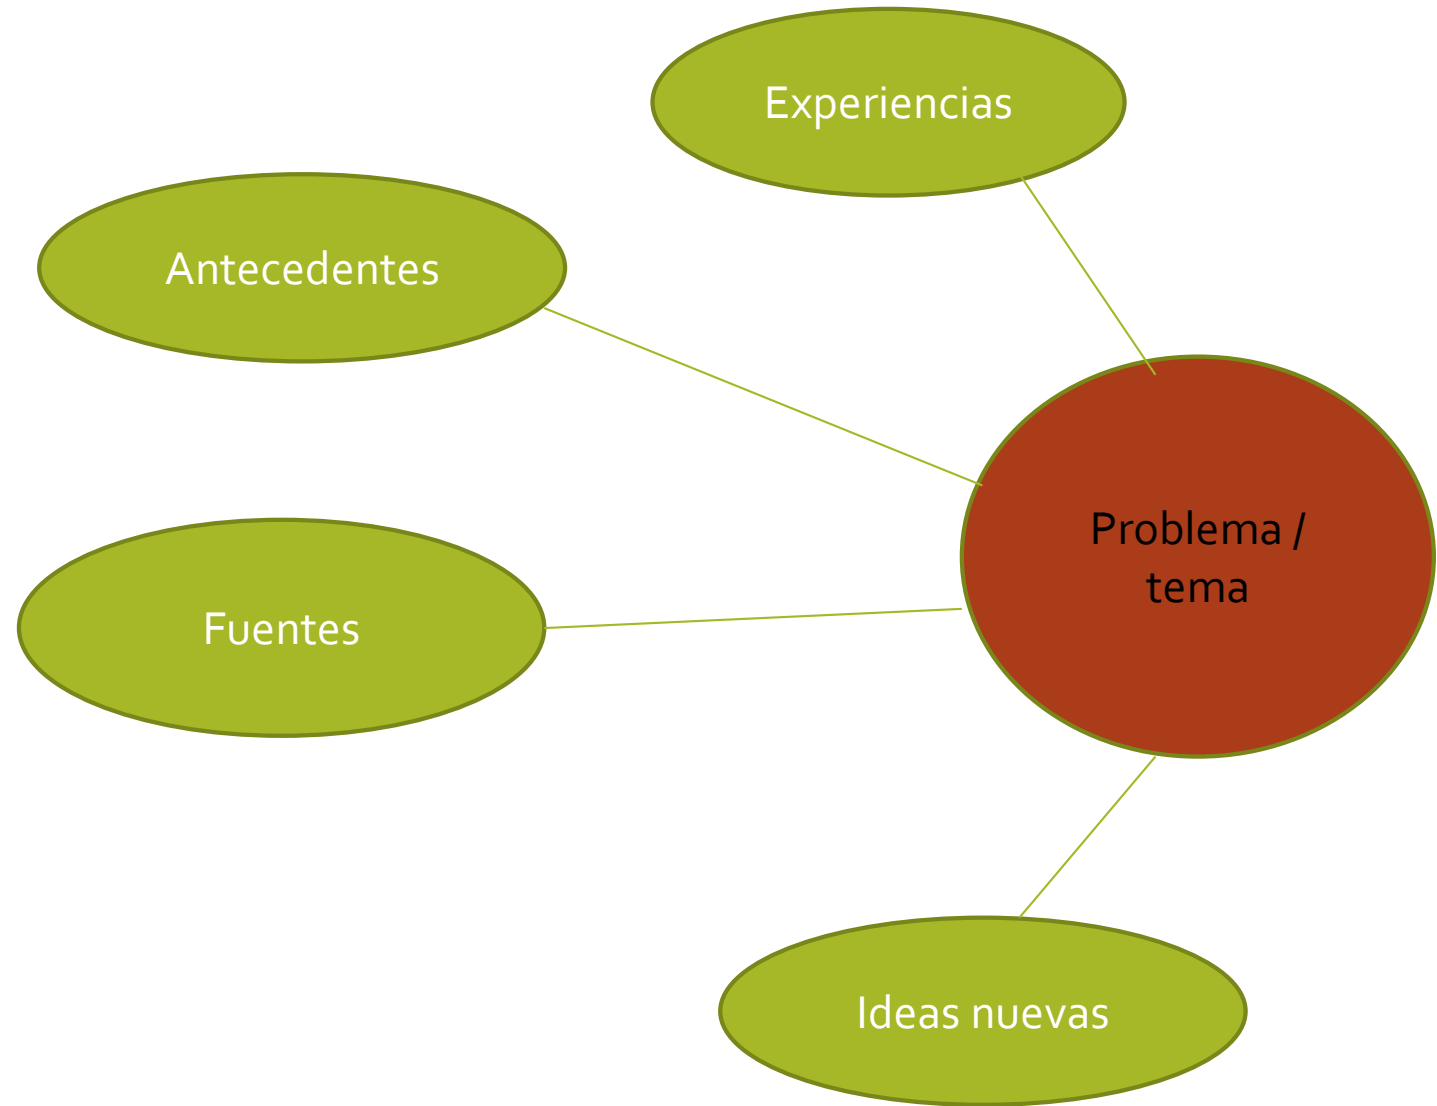 Experiencias
Antecedentes
Problema /
tema
Fuentes
Ideas nuevas